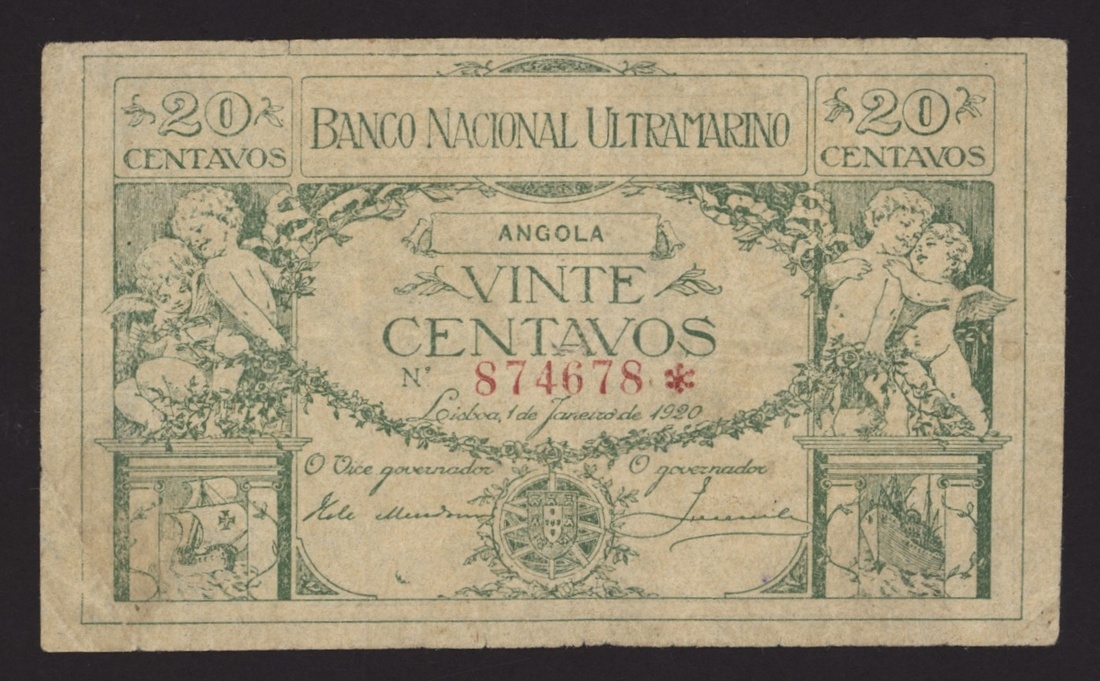 20
CENTAVOS
BANCO NACIONAL ULTRAMARINO
20
CENTAVOS
ANGOLA
VINTE
CENTAVOS
Nº 874678 *
Lisboa, 1 de Janeiro de 1920
O Vice governador
O governador